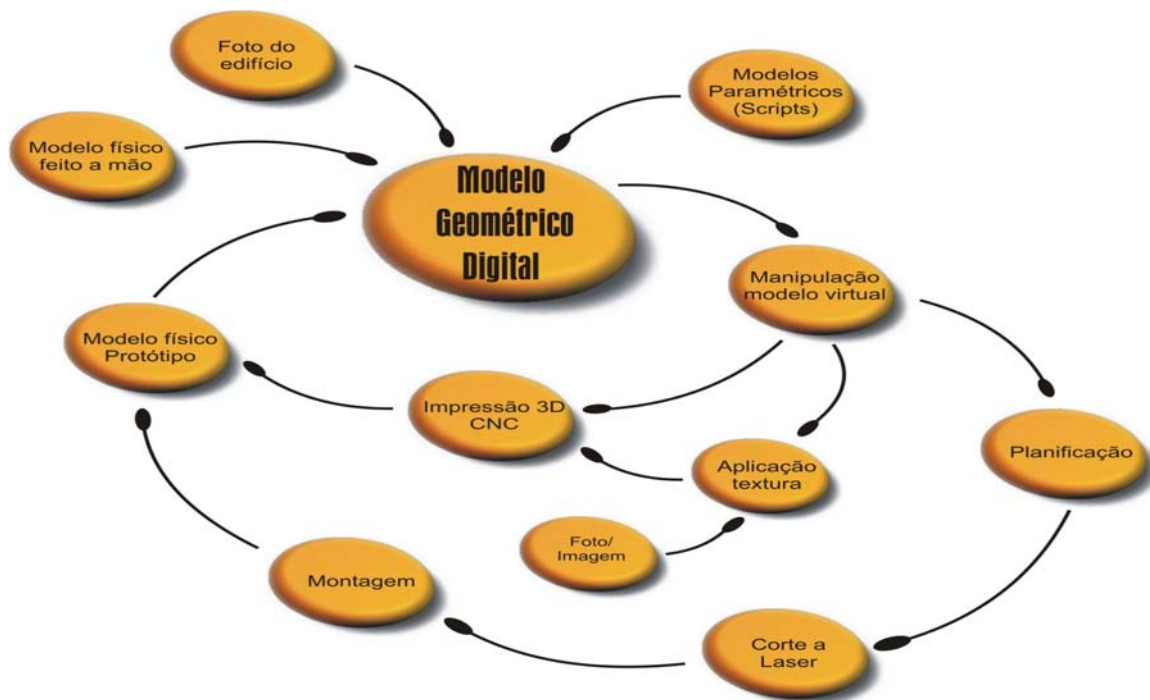 Foto do
edifício
Modelos
Paramétricos
(Scripts)
Modelo físico
feito a mão
Modelo
Geométrico
Digital
Manipulação
modelo virtual
Modelo físico
Protótipo
Impressão 3D
CNC
Aplicação
textura
Planificação
Foto/
Imagem
Montagem
Corte a
Laser